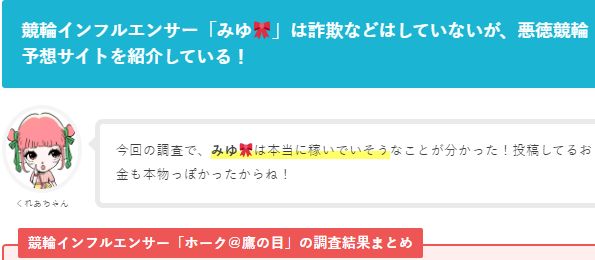 競輪インフルエンサー「みゆ🎀」は詐欺などはしていないが、悪徳競輪
予想サイトを紹介している！
今回の調査で、みゆ🎀は本当に稼いでいそうなことが分かった！投稿してるお
金も本物っぽかったからね！
くれあちゃん
競輪インフルエンサー「ホーク＠鷹の目」の調査結果まとめ